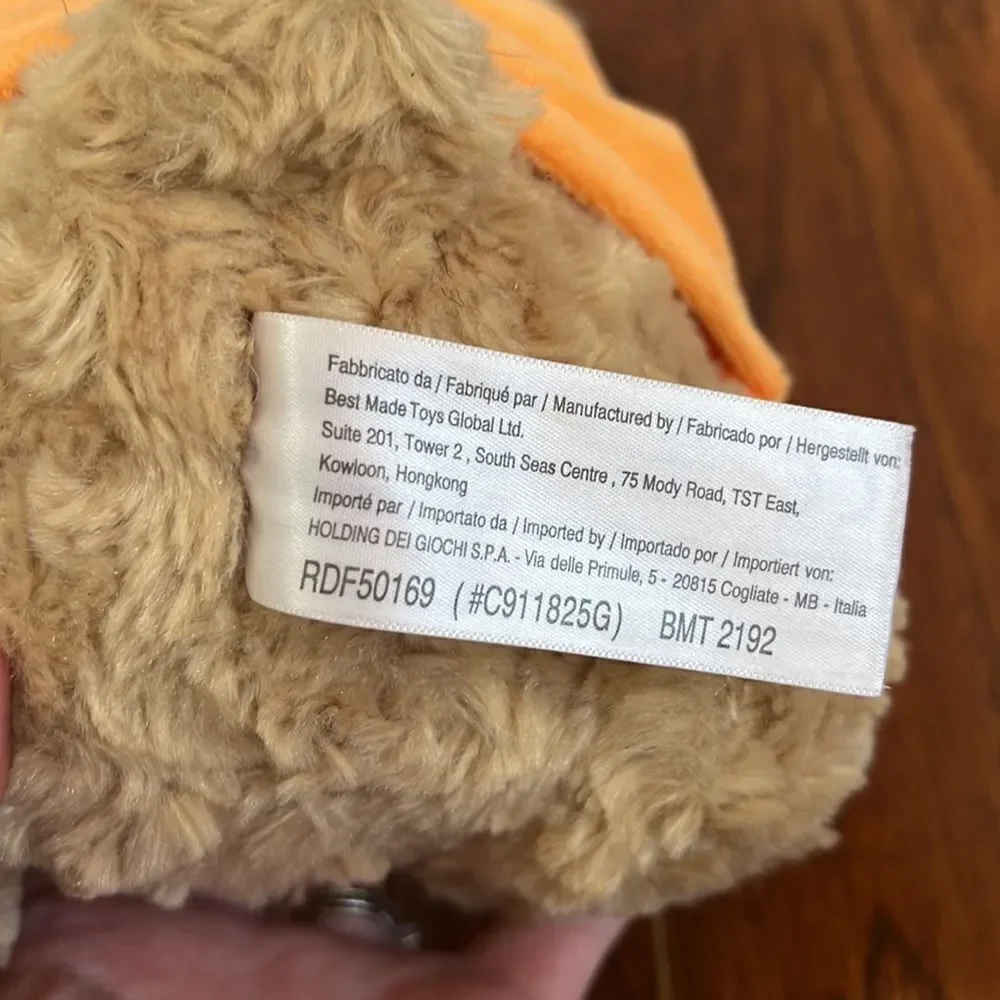 Fabbricato da / Fabriqué par / Manufactured by / Fabricado por / Hergestellt von:
Best Made Toys Global Ltd.
Suite 201, Tower 2 , South Seas Centre , 75 Mody Road, TST East,
Kowloon, Hongkong
Importé par / Importato da / Imported by / Importado por / Importiert von:
HOLDING DEI GIOCHI S.P.A. - Via delle Primule, 5 - 20815 Cogliate - MB - Italia
RDF50169 ( #C911825G) BMT 2192